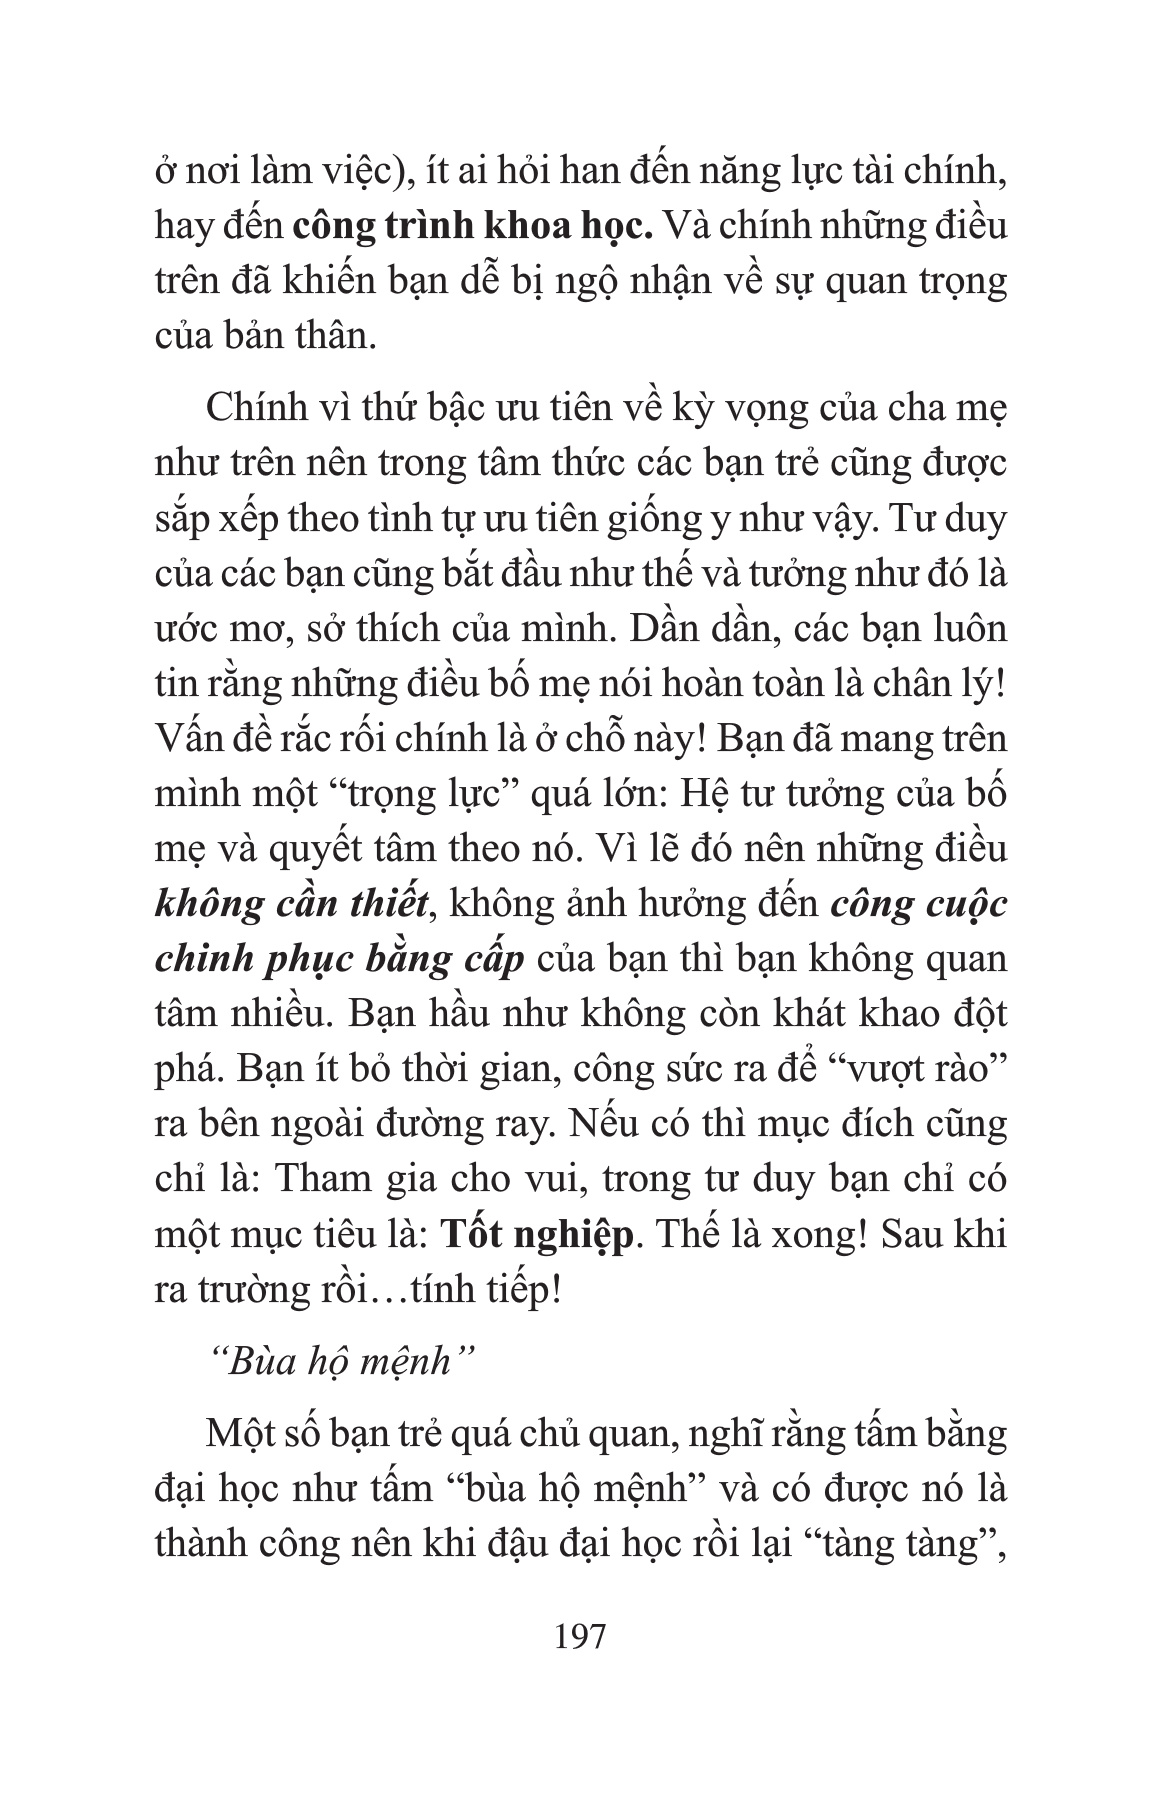 ở nơi làm việc), ít ai hỏi han đến năng lực tài chính,
hay đến công trình khoa học. Và chính những điều
trên đã khiến bạn dễ bị ngộ nhận về sự quan trọng
của bản thân.
Chính vì thứ bậc ưu tiên về kỳ vọng của cha mẹ
như trên nên trong tâm thức các bạn trẻ cũng được
sắp xếp theo tình tự ưu tiên giống y như vậy. Tư duy
của các bạn cũng bắt đầu như thế và tưởng như đó là
ước mơ, sở thích của mình. Dần dần, các bạn luôn
tin rằng những điều bố mẹ nói hoàn toàn là chân lý!
Vấn đề rắc rối chính là ở chỗ này! Bạn đã mang trên
mình một “trọng lực” quá lớn: Hệ tư tưởng của bố
mẹ và quyết tâm theo nó. Vì lẽ đó nên những điều
không cần thiết, không ảnh hưởng đến công cuộc
chinh phục bằng cấp của bạn thì bạn không quan
tâm nhiều. Bạn hầu như không còn khát khao đột
phá. Bạn ít bỏ thời gian, công sức ra để “vượt rào”
ra bên ngoài đường ray. Nếu có thì mục đích cũng
chỉ là: Tham gia cho vui, trong tư duy bạn chỉ có
một mục tiêu là: Tốt nghiệp. Thế là xong! Sau khi
ra trường rồi…tính tiếp!
“Bùa hộ mệnh”
Một số bạn trẻ quá chủ quan, nghĩ rằng tấm bằng
đại học như tấm “bùa hộ mệnh” và có được nó là
thành công nên khi đậu đại học rồi lại “tàng tàng”,
197